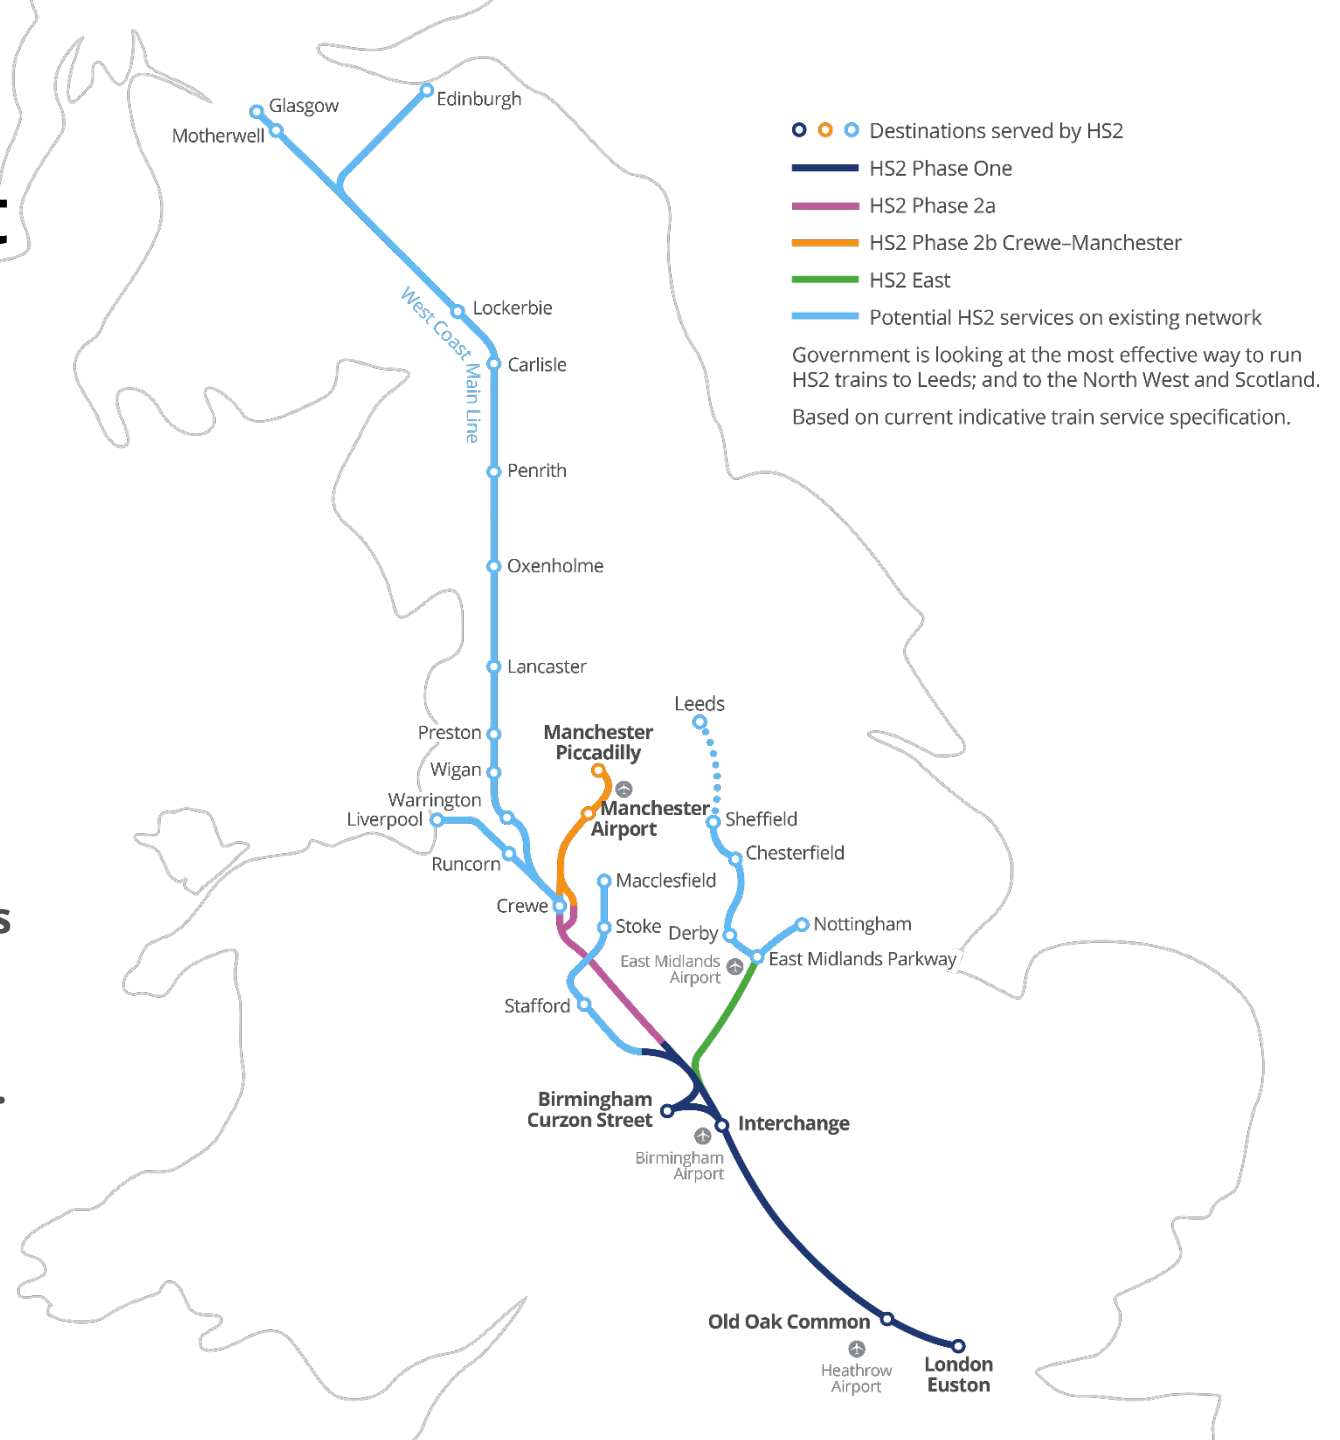 Glasgow
Edinburgh
Motherwell
Destinations served by HS2
HS2 Phase One
HS2 Phase 2a
HS2 Phase 2b Crewe–Manchester
HS2 East
Potential HS2 services on existing network
Government is looking at the most effective way to run
HS2 trains to Leeds; and to the North West and Scotland.
Based on current indicative train service specification.
t
Lockerbie
West Coast Main Line
Carlisle
Penrith
Oxenholme
Lancaster
Leeds
Preston
Manchester
Piccadilly
Wigan
Warrington
Manchester
Airport
Liverpool
Sheffield
Runcorn
Chesterfield
Macclesfield
Crewe
s
Stoke
Derby
Nottingham
East Midlands
Airport
East Midlands Parkway
Stafford
.
Birmingham
Curzon Street
Interchange
Birmingham
Airport
Old Oak Common
Heathrow
Airport
London
Euston